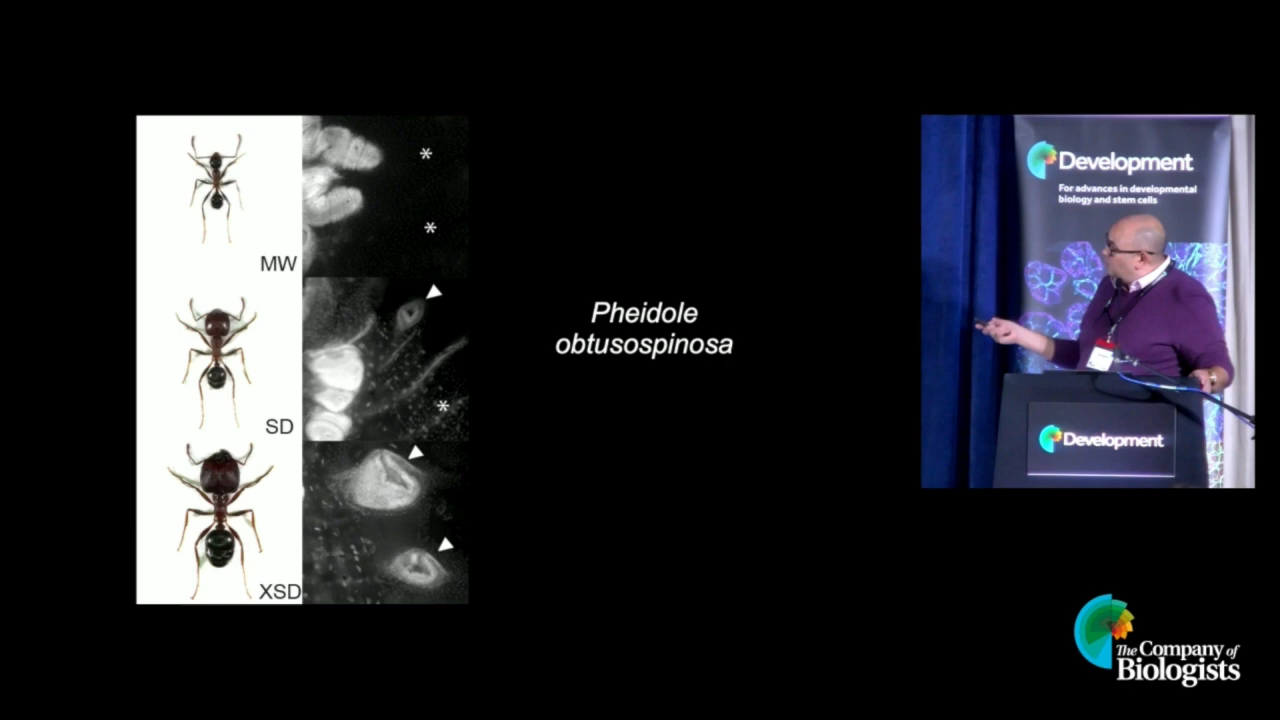 MW
SD
XSD
*
*
*
Pheidole
obtusospinosa
Development
For advances in developmental
biology and stem cells
Development
The Company of
Biologists